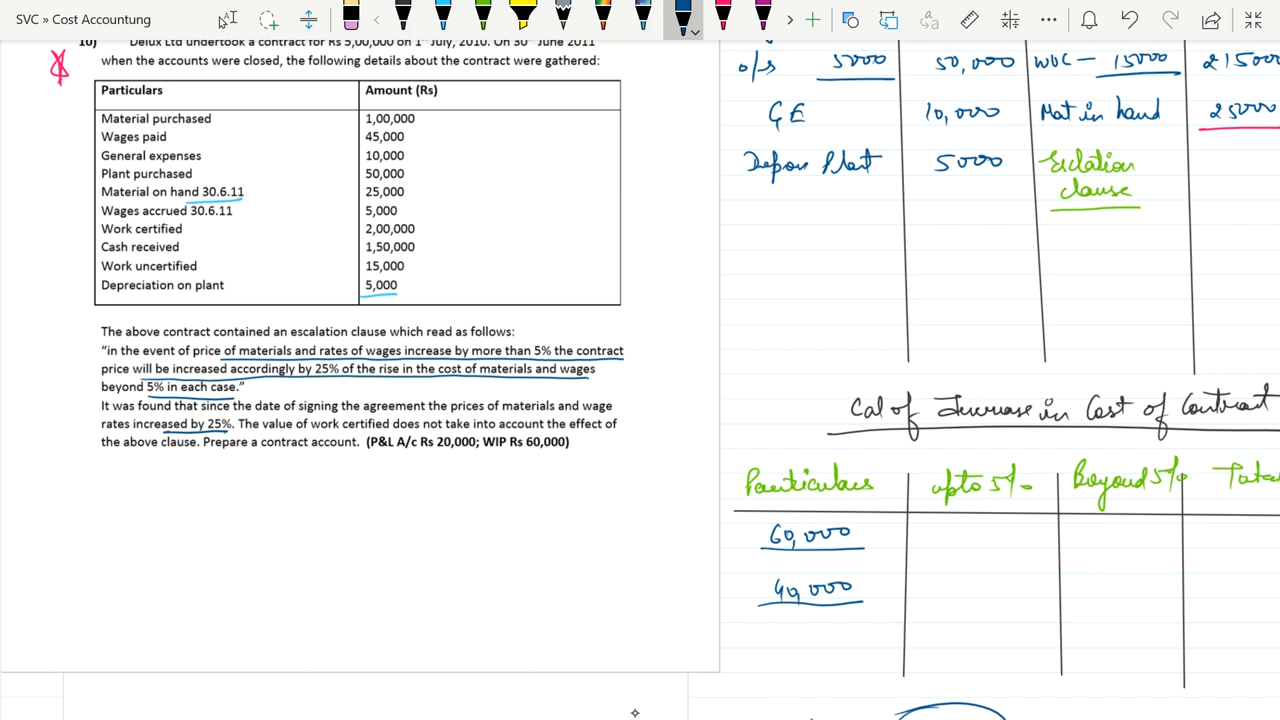 SVC » Cost Accountung
10) Delux Ltd undertook a contract for Rs 5,00,000 on 1st July, 2010. On 30th June 2011
when the accounts were closed, the following details about the contract were gathered:
Particulars Amount (Rs)
Material purchased 1,00,000
Wages paid 45,000
General expenses 10,000
Plant purchased 50,000
Material on hand 30.6.11 25,000
Wages accrued 30.6.11 5,000
Work certified 2,00,000
Cash received 1,50,000
Work uncertified 15,000
Depreciation on plant 5,000
The above contract contained an escalation clause which read as follows:
“in the event of price of materials and rates of wages increase by more than 5% the contract
price will be increased accordingly by 25% of the rise in the cost of materials and wages
beyond 5% in each case.”
It was found that since the date of signing the agreement the prices of materials and wage
rates increased by 25%. The value of work certified does not take into account the effect of
the above clause. Prepare a contract account. (P&L A/c Rs 20,000; WIP Rs 60,000)
o/s 5000 50,000 WUC – 15000 215000
GE 10,000 Mat in hand 25000
Depon Plant 5000 Esclation
clause
Cal of Increase in Cost of Contract
Particulars upto 5% Beyond 5%
60,000
40,000